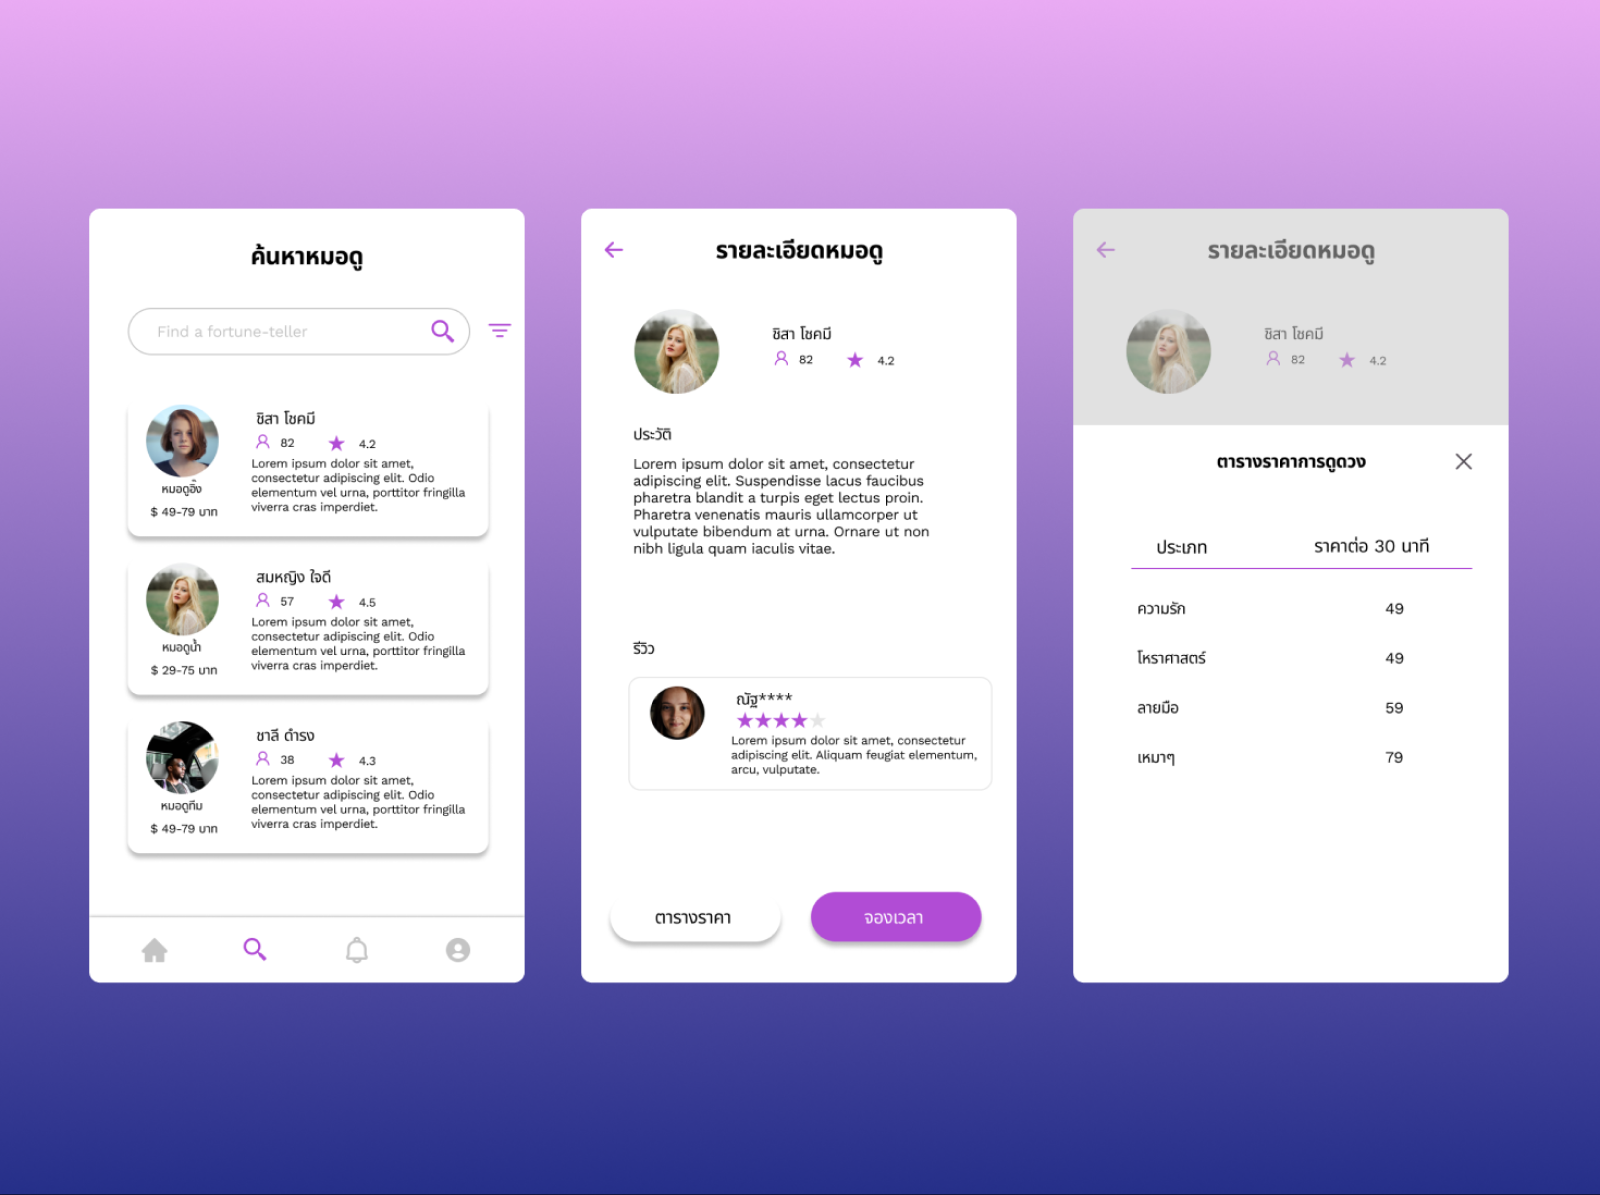 ค้นหาหมอดู
Find a fortune-teller
ชิสา โชคมี
82 4.2
Lorem ipsum dolor sit amet,
consectetur adipiscing elit. Odio
elementum vel urna, porttitor fringilla
viverra cras imperdiet.
หมอดูอิ๊ง
$ 49-79 บาท
สมหญิง ใจดี
57 4.5
Lorem ipsum dolor sit amet,
consectetur adipiscing elit. Odio
elementum vel urna, porttitor fringilla
viverra cras imperdiet.
หมอดูน้ำ
$ 29-75 บาท
ชาลี ดำรง
38 4.3
Lorem ipsum dolor sit amet,
consectetur adipiscing elit. Odio
elementum vel urna, porttitor fringilla
viverra cras imperdiet.
หมอดูทีม
$ 49-79 บาท
รายละเอียดหมอดู
ชิสา โชคมี
82 4.2
ประวัติ
Lorem ipsum dolor sit amet, consectetur
adipiscing elit. Suspendisse lacus faucibus
pharetra blandit a turpis eget lectus proin.
Pharetra venenatis mauris ullamcorper ut
vulputate bibendum at urna. Ornare ut non
nibh ligula quam iaculis vitae.
รีวิว
ณัฐ****
Lorem ipsum dolor sit amet, consectetur
adipiscing elit. Aliquam feugiat elementum,
arcu, vulputate.
ตารางราคา
จองเวลา
รายละเอียดหมอดู
ชิสา โชคมี
82 4.2
ตารางราคาการดูดวง
ประเภท ราคาต่อ 30 นาที
ความรัก 49
โหราศาสตร์ 49
ลายมือ 59
เหมาๆ 79